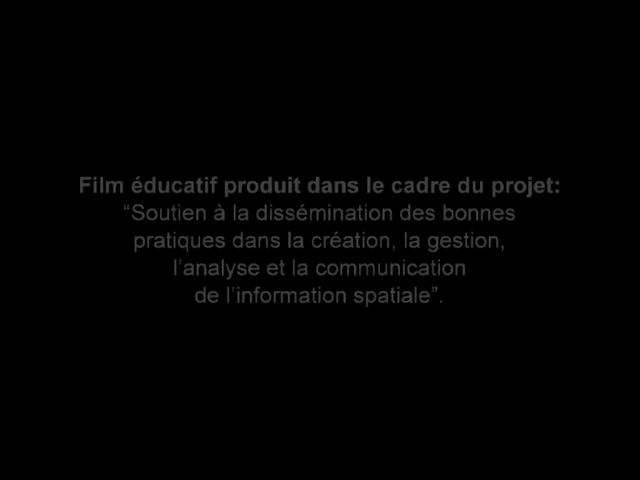 Film éducatif produit dans le cadre du projet:
“Soutien à la dissémination des bonnes
pratiques dans la création, la gestion,
l’analyse et la communication
de l’information spatiale”.